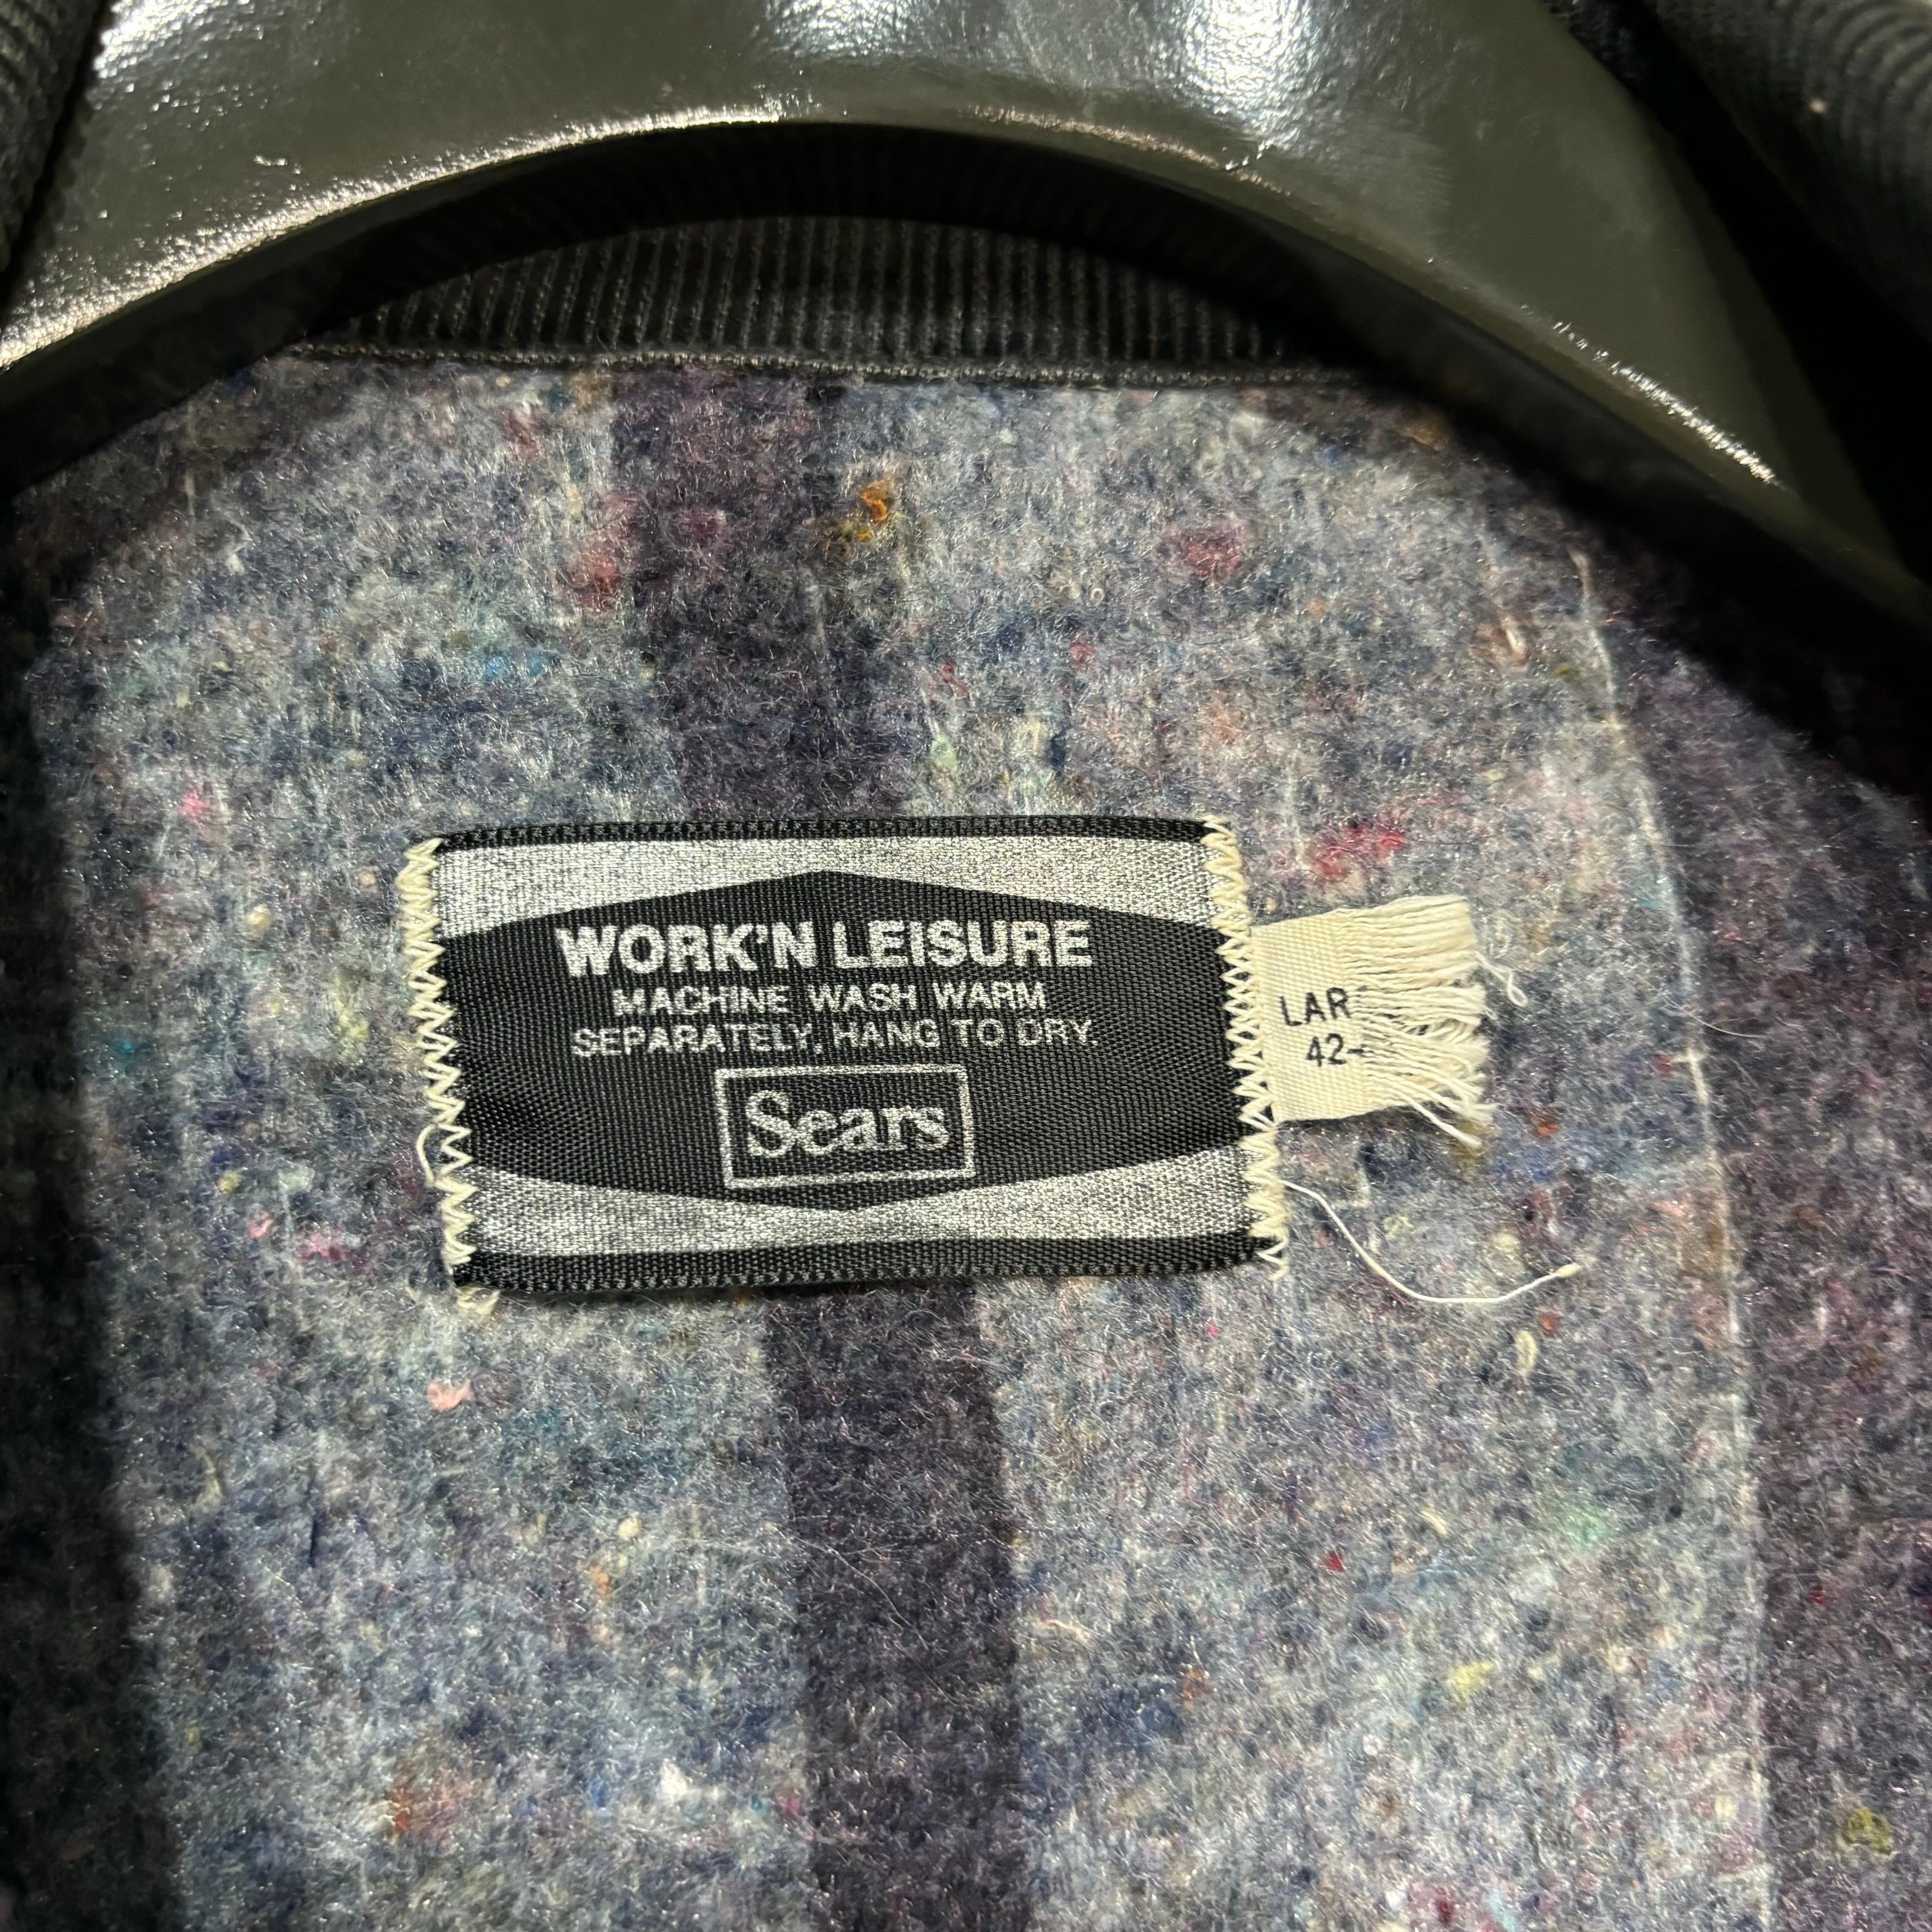 WORK'N LEISURE
MACHINE WASH WARM
SEPARATELY, HANG TO DRY.
Sears
LAR
42-